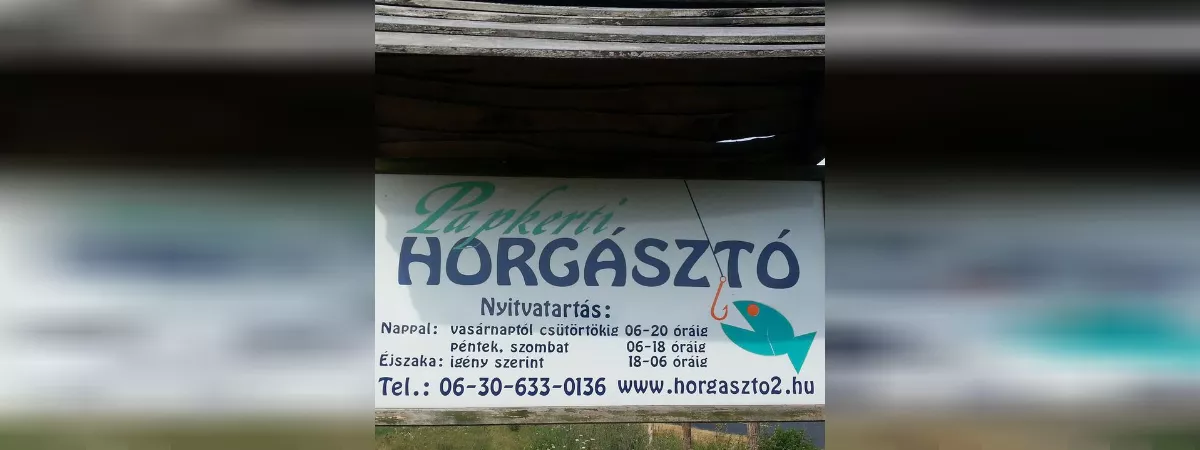 Papkerti
HORGÁSZTÓ
Nyitvatartás:
Nappal: vasárnaptól csütörtökig 06-20 óráig
péntek, szombat 06-18 óráig
Éjszaka: igény szerint 18-06 óráig
Tel.: 06-30-633-0136 www.horgaszto2.hu